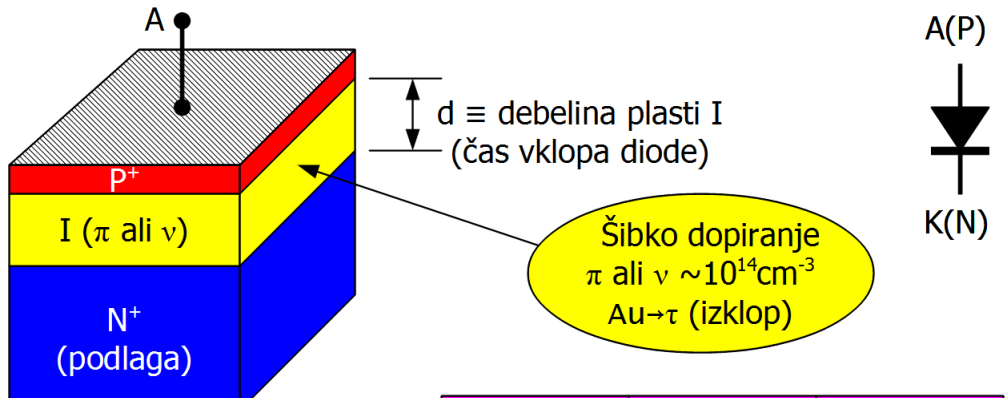 A
P⁺
I (π ali ν)
N⁺
(podlaga)
d ≡ debelina plasti I
(čas vklopa diode)
Šibko dopiranje
π ali ν ~10¹⁴cm⁻³
Au→τ (izklop)
A(P)
K(N)